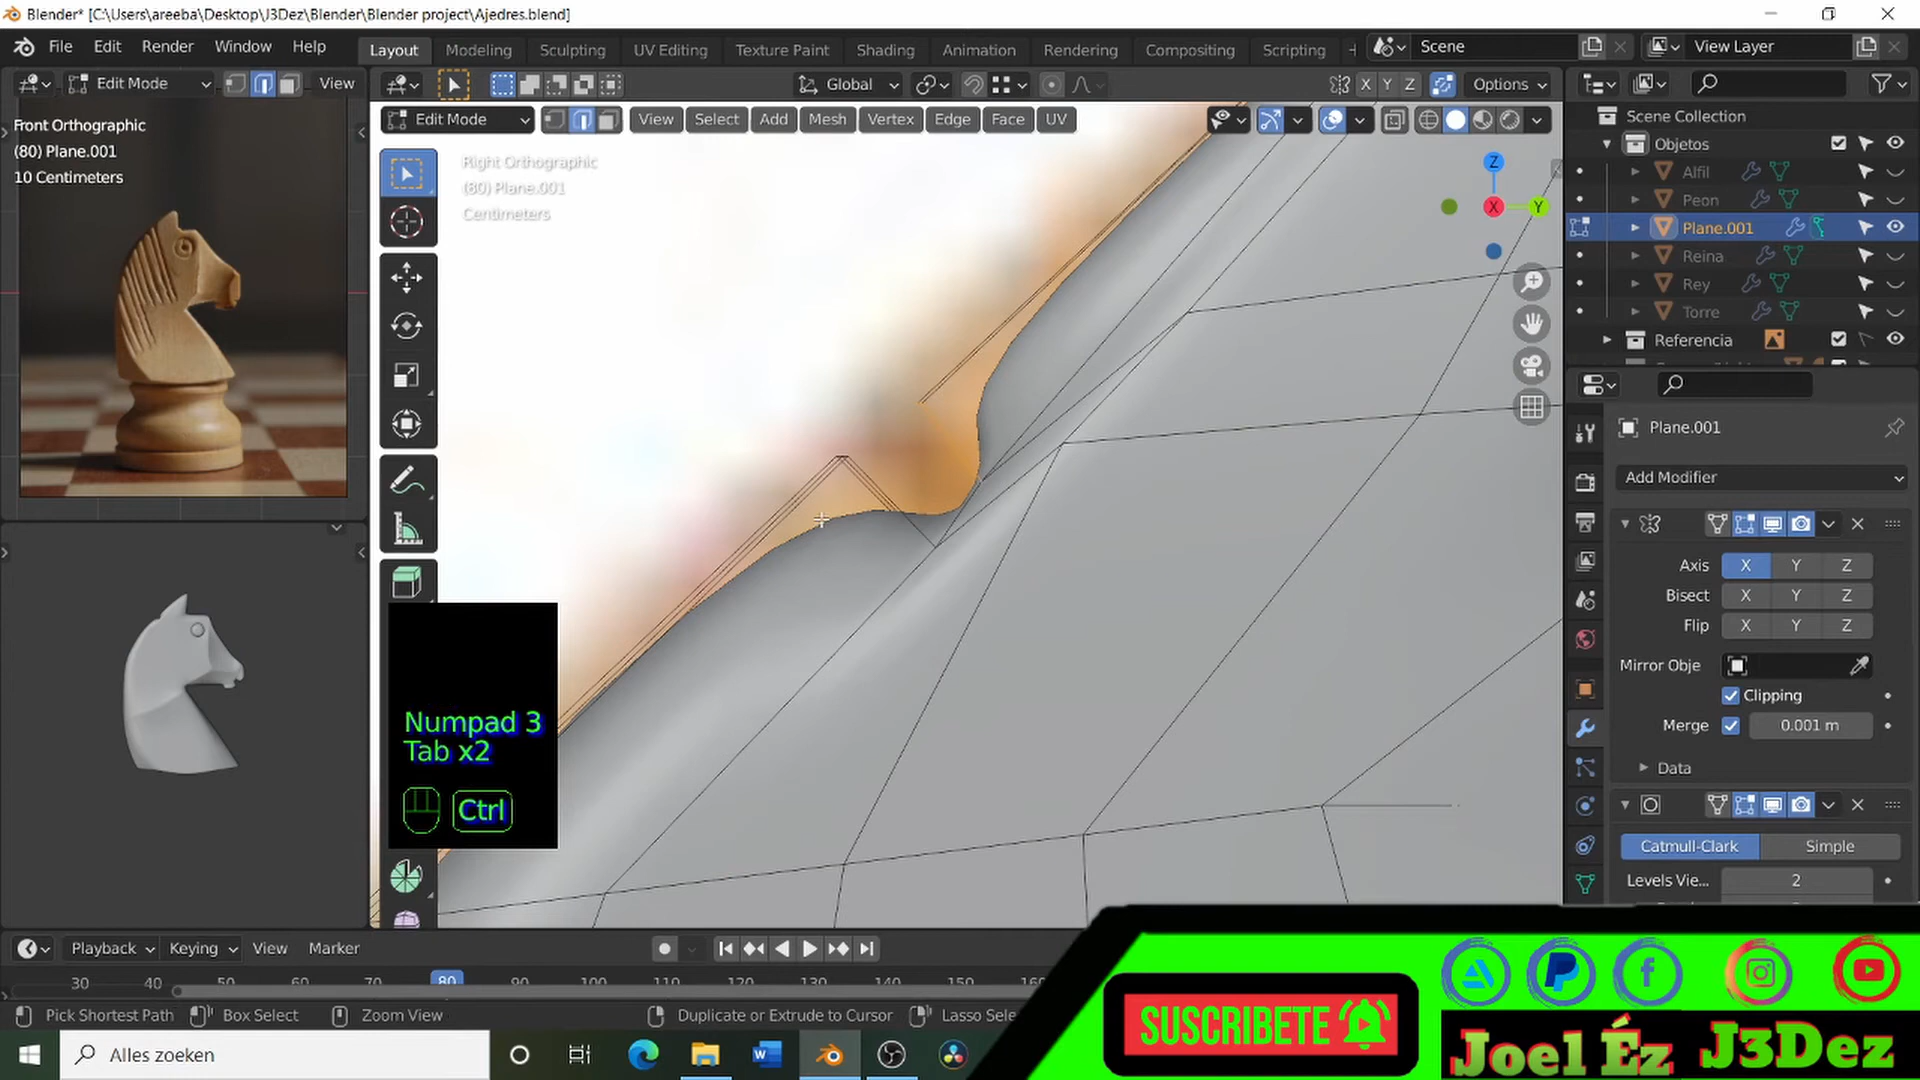 Blender* [C:\Users\areeba\Desktop\J3Dez\Blender\Blender project\Ajedres.blend]
File Edit Render Window Help
Layout Modeling Sculpting UV Editing Texture Paint Shading Animation Rendering Compositing Scripting
Scene
View Layer
Edit Mode View
Global
X Y Z
Options
Front Orthographic
(80) Plane.001
10 Centimeters
Edit Mode View Select Add Mesh Vertex Edge Face UV
Right Orthographic
(80) Plane.001
Centimeters
Z
X
Y
Scene Collection
Objetos
Alfil
Peon
Plane.001
Reina
Rey
Torre
Referencia
Plane.001
Add Modifier
Axis X Y Z
Bisect X Y Z
Flip X Y Z
Mirror Obje
Clipping
Merge 0.001 m
Data
Catmull-Clark Simple
Levels Vie... 2
Numpad 3
Tab x2
Ctrl
Playback Keying View Marker
30 40 50 60 70 80 90 100 110 120 130 140 150
Pick Shortest Path Box Select Zoom View Duplicate or Extrude to Cursor Lasso Sele
Alles zoeken
SUSCRIBETE
Joel Éz J3Dez